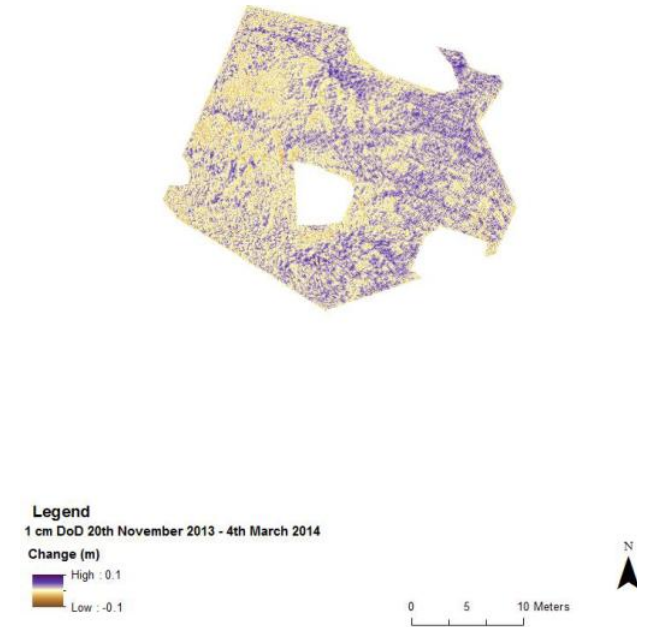 Legend
1 cm DoD 20th November 2013 - 4th March 2014
Change (m)
High : 0.1
Low : -0.1
N
0 5 10 Meters